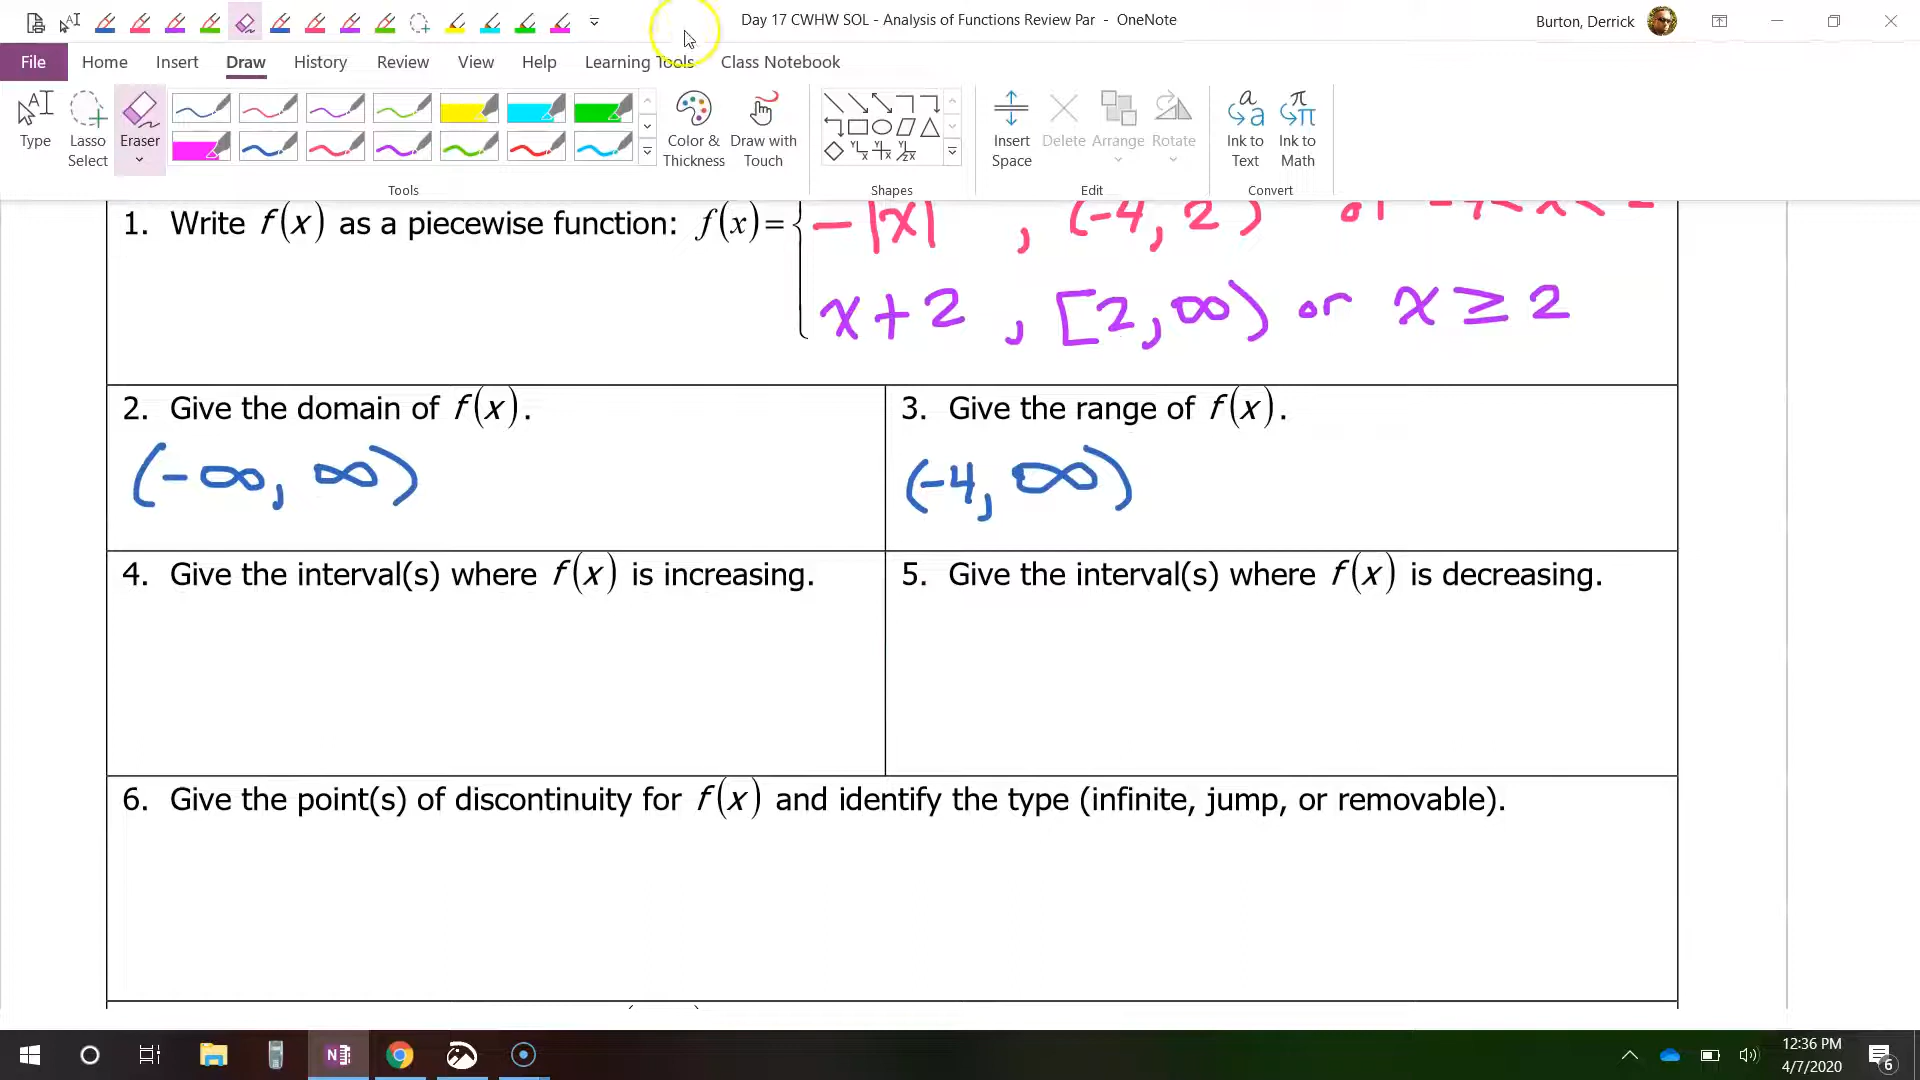 Day 17 CWHW SOL - Analysis of Functions Review Par - OneNote
Burton, Derrick
File Home Insert Draw History Review View Help Learning Tools Class Notebook
Type
Lasso Select
Eraser
Color & Thickness
Draw with Touch
Insert Space
Delete
Arrange
Rotate
Ink to Text
Ink to Math
Tools Shapes Edit Convert
1. Write f(x) as a piecewise function: f(x)={
-|x| , (-4, 2) or
x+2 , [2, ∞) or x ≥ 2
2. Give the domain of f(x).
(-∞, ∞)
3. Give the range of f(x).
(-4, ∞)
4. Give the interval(s) where f(x) is increasing.
5. Give the interval(s) where f(x) is decreasing.
6. Give the point(s) of discontinuity for f(x) and identify the type (infinite, jump, or removable).
12:36 PM
4/7/2020
6